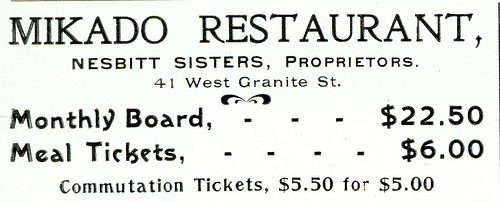 MIKADO RESTAURANT,
NESBITT SISTERS, PROPRIETORS.
41 West Granite St.
Monthly Board, - - - $22.50
Meal Tickets, - - - - $6.00
Commutation Tickets, $5.50 for $5.00